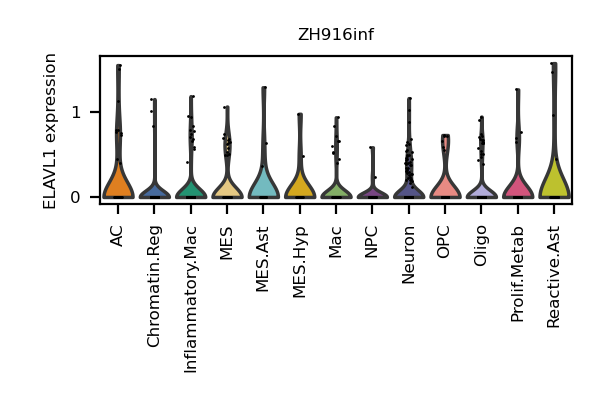 ZH916inf
ELAVL1 expression
1
0
AC
Chromatin.Reg
Inflammatory.Mac
MES
MES.Ast
MES.Hyp
Mac
NPC
Neuron
OPC
Oligo
Prolif.Metab
Reactive.Ast